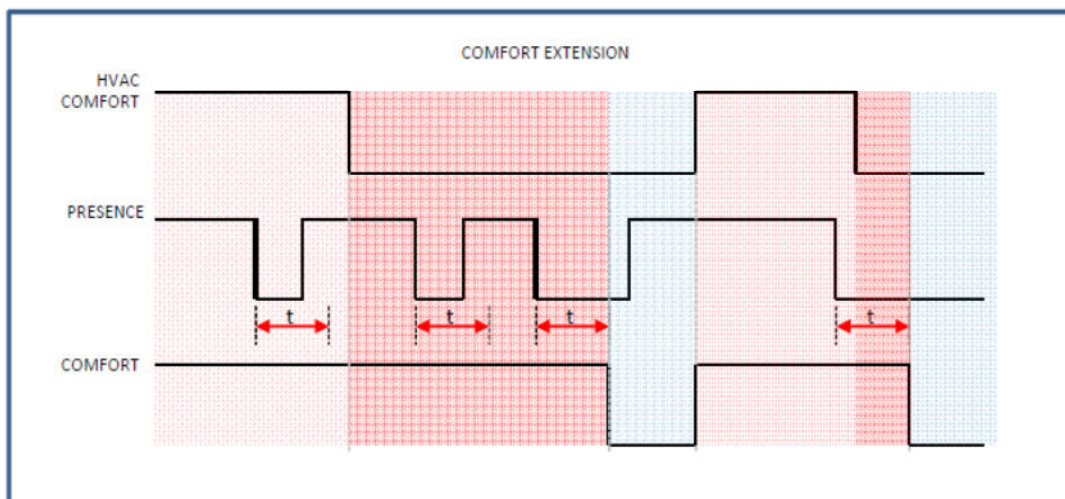 COMFORT EXTENSION
HVAC
COMFORT
PRESENCE
t
t
t
t
COMFORT